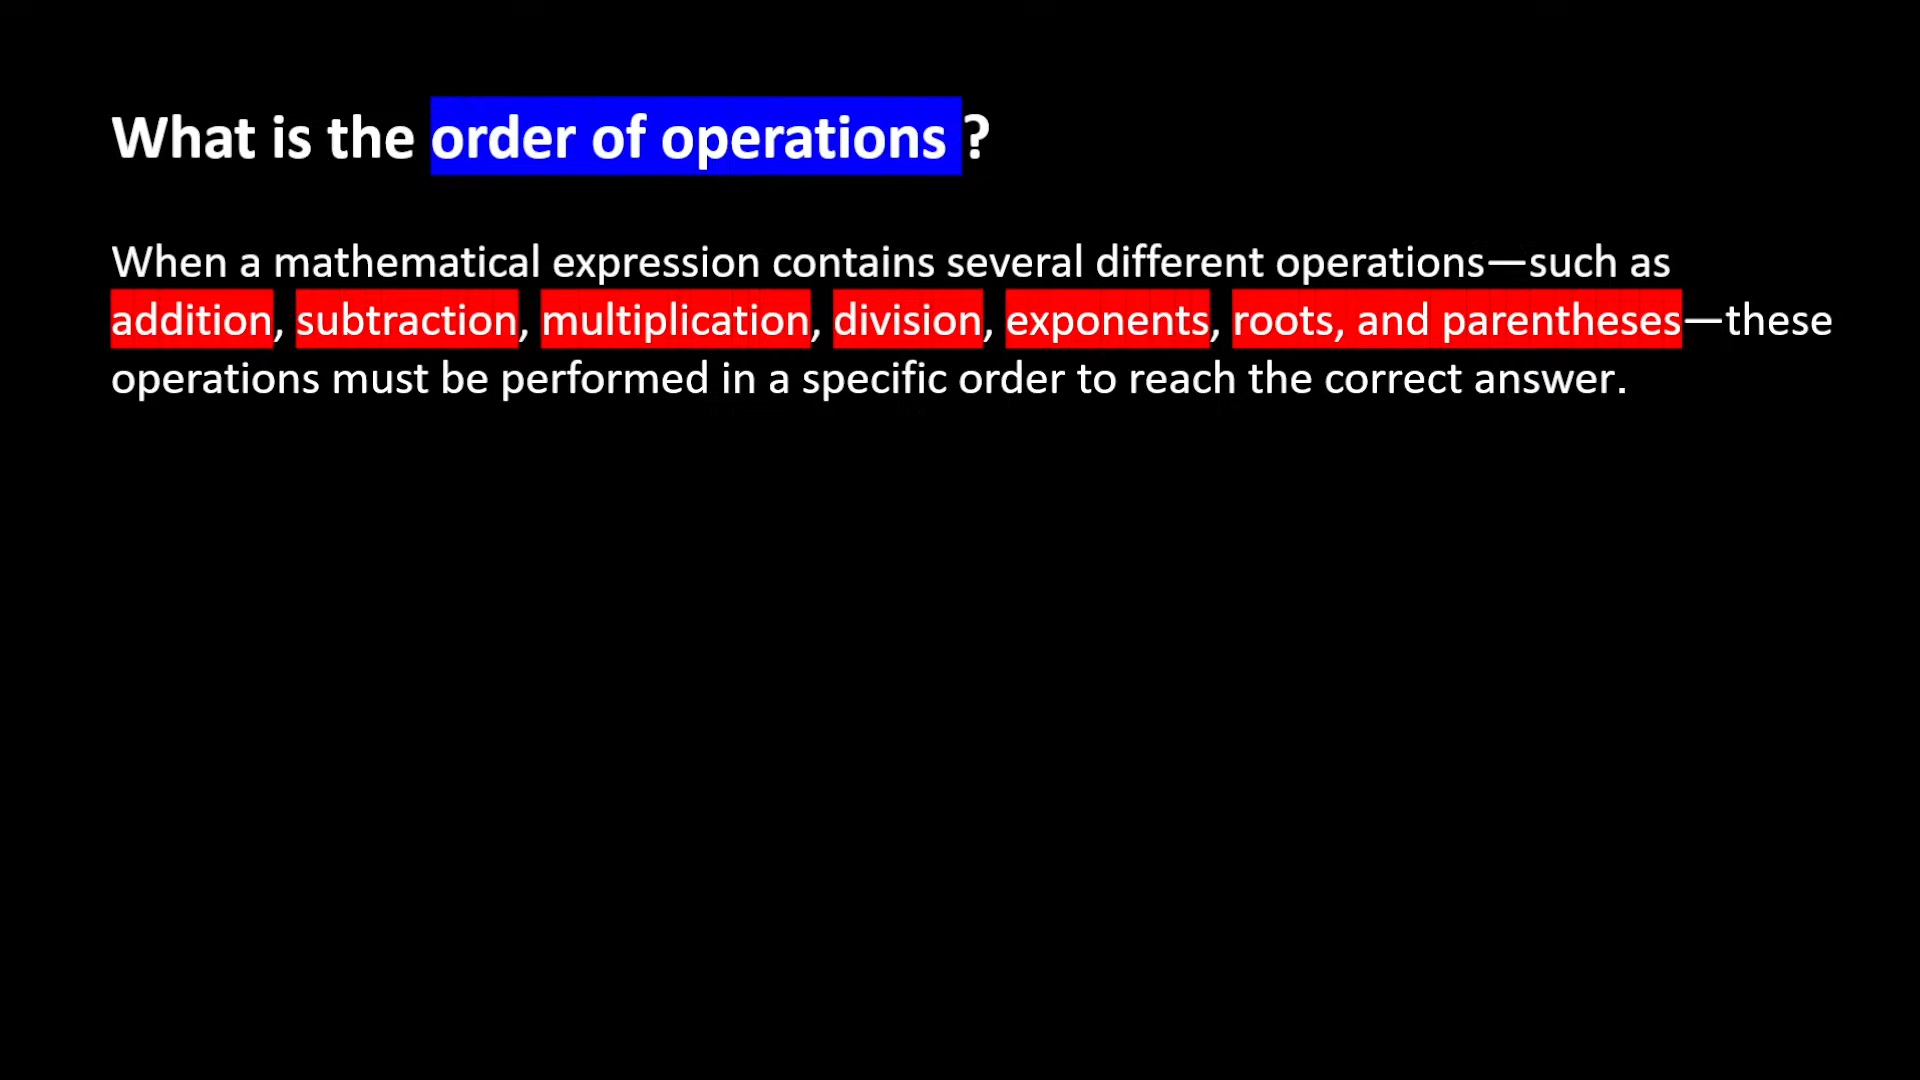 What is the order of operations ?
When a mathematical expression contains several different operations—such as
addition, subtraction, multiplication, division, exponents, roots, and parentheses—these
operations must be performed in a specific order to reach the correct answer.